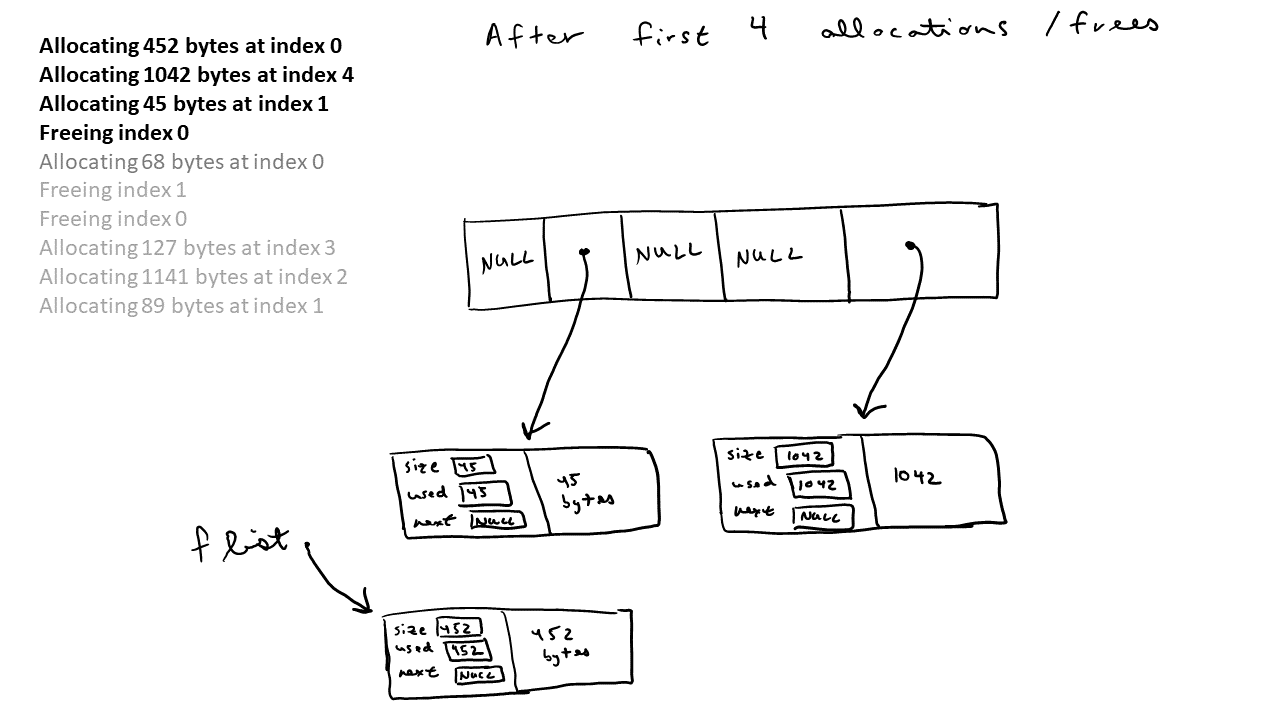 After first 4 allocations / frees
Allocating 452 bytes at index 0
Allocating 1042 bytes at index 4
Allocating 45 bytes at index 1
Freeing index 0
Allocating 68 bytes at index 0
Freeing index 1
Freeing index 0
Allocating 127 bytes at index 3
Allocating 1141 bytes at index 2
Allocating 89 bytes at index 1
NULL NULL NULL
size 45
used 45
next NULL
45
bytes
size 1042
used 1042
next NULL
1042
f list
size 452
used 452
next NULL
452
bytes